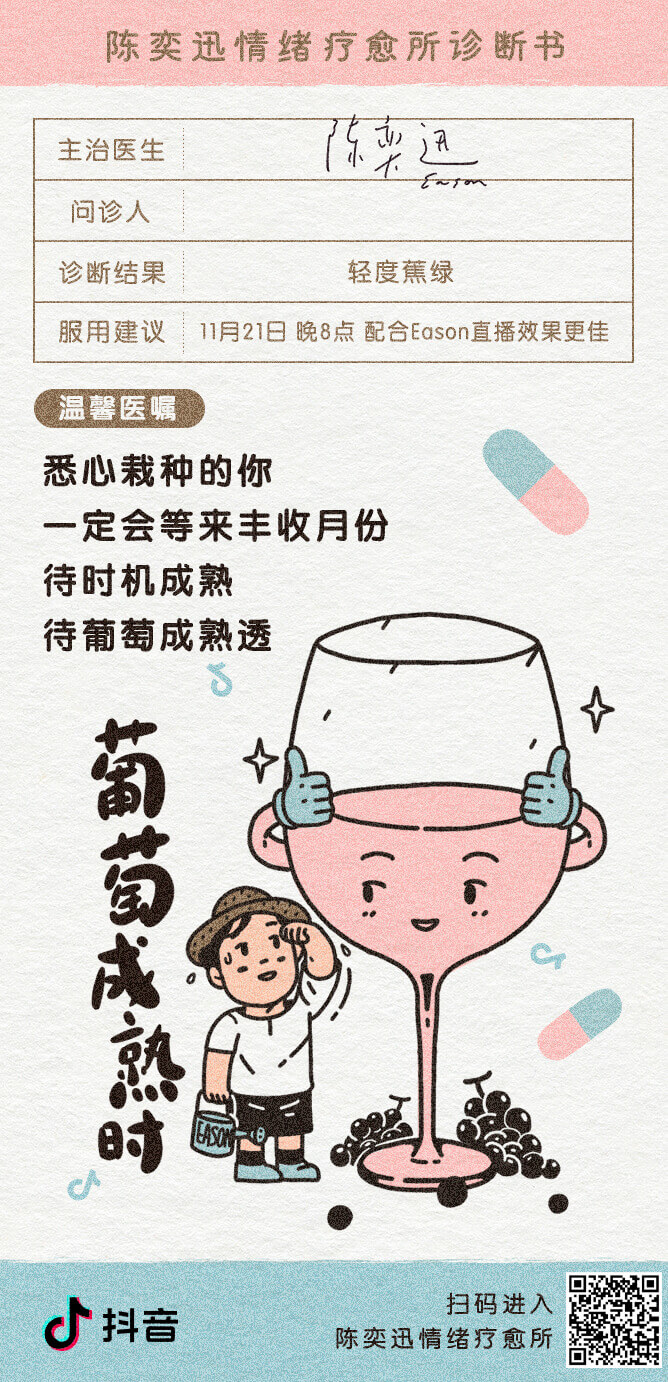 陈奕迅情绪疗愈所诊断书
主治医生 陈奕迅
Eason
问诊人
诊断结果 轻度蕉绿
服用建议 11月21日 晚8点 配合Eason直播效果更佳
温馨医嘱
悉心栽种的你
一定会等来丰收月份
待时机成熟
待葡萄成熟透
葡萄成熟时
EASON
抖音
扫码进入
陈奕迅情绪疗愈所